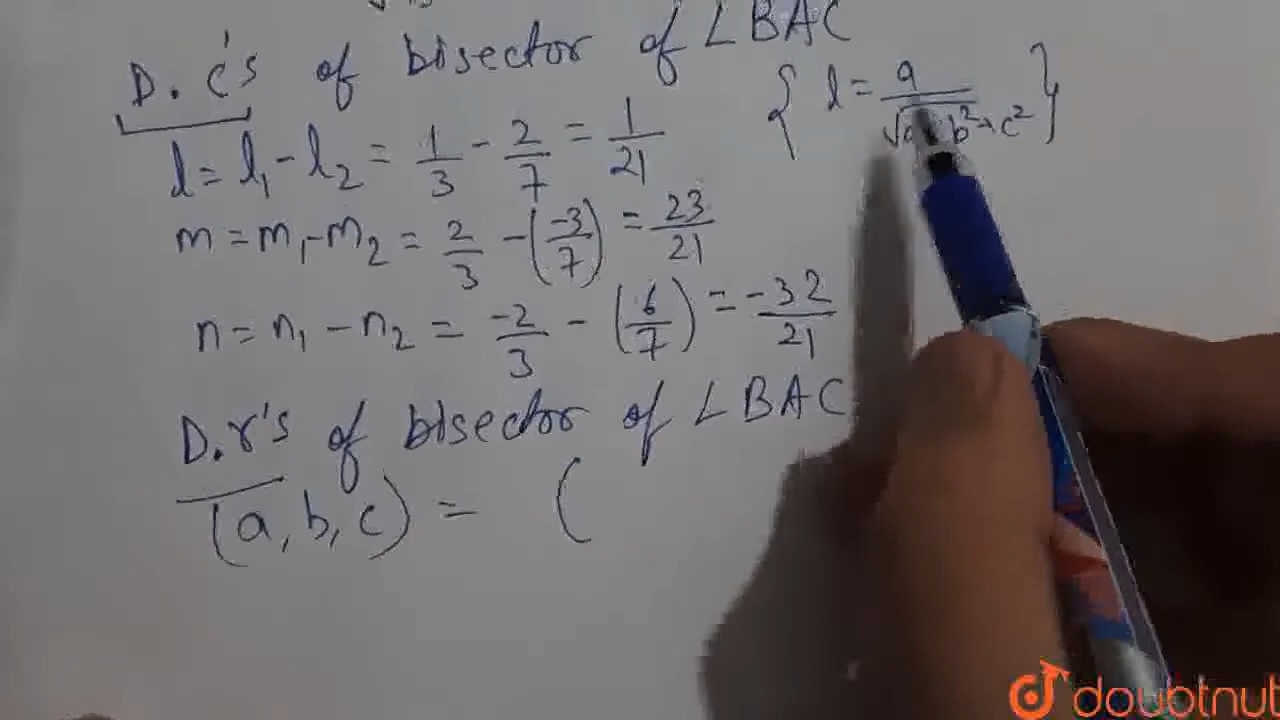 D.c's of bisector of ∠BAC
l = l₁ - l₂ = 1/3 - 2/7 = 1/21
{ l = a/√a² + b² + c² }
m = m₁ - m₂ = 2/3 - (-3/7) = 23/21
n = n₁ - n₂ = -2/3 - (6/7) = -32/21
D.r's of bisector of ∠BAC
(a, b, c) = (
doubtnut